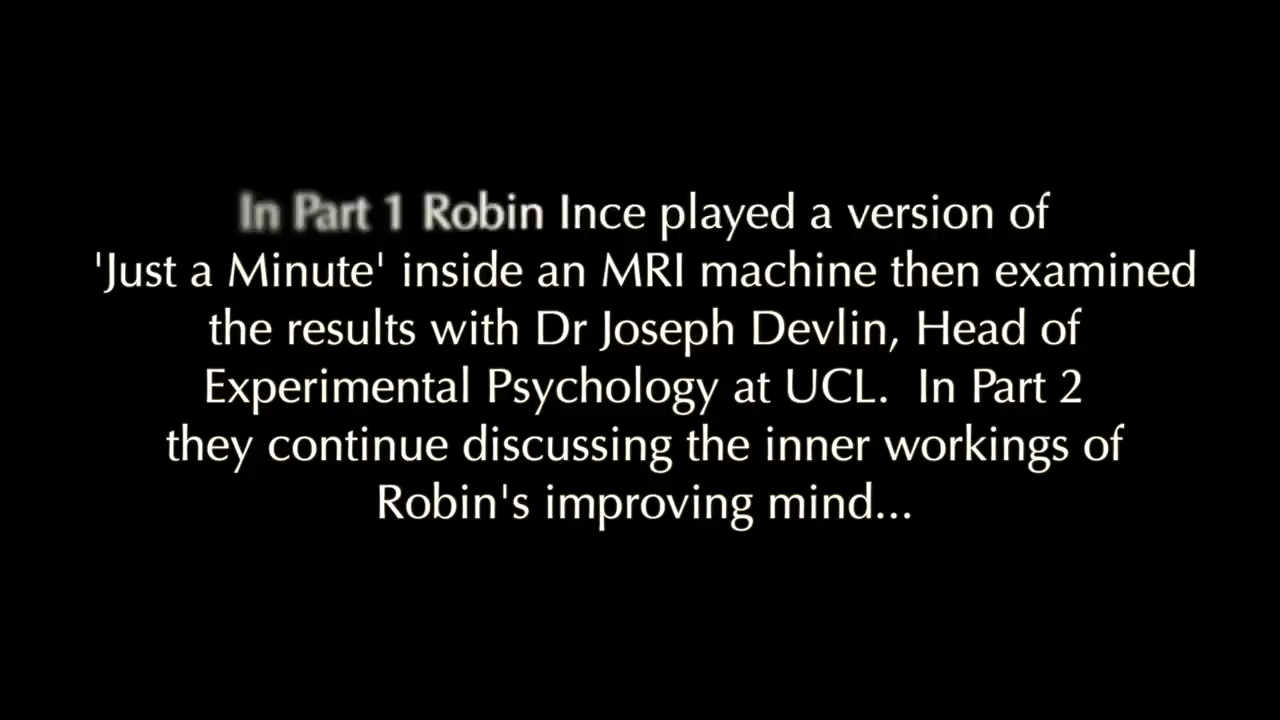 In Part 1 Robin Ince played a version of
'Just a Minute' inside an MRI machine then examined
the results with Dr Joseph Devlin, Head of
Experimental Psychology at UCL.  In Part 2
they continue discussing the inner workings of
Robin's improving mind...